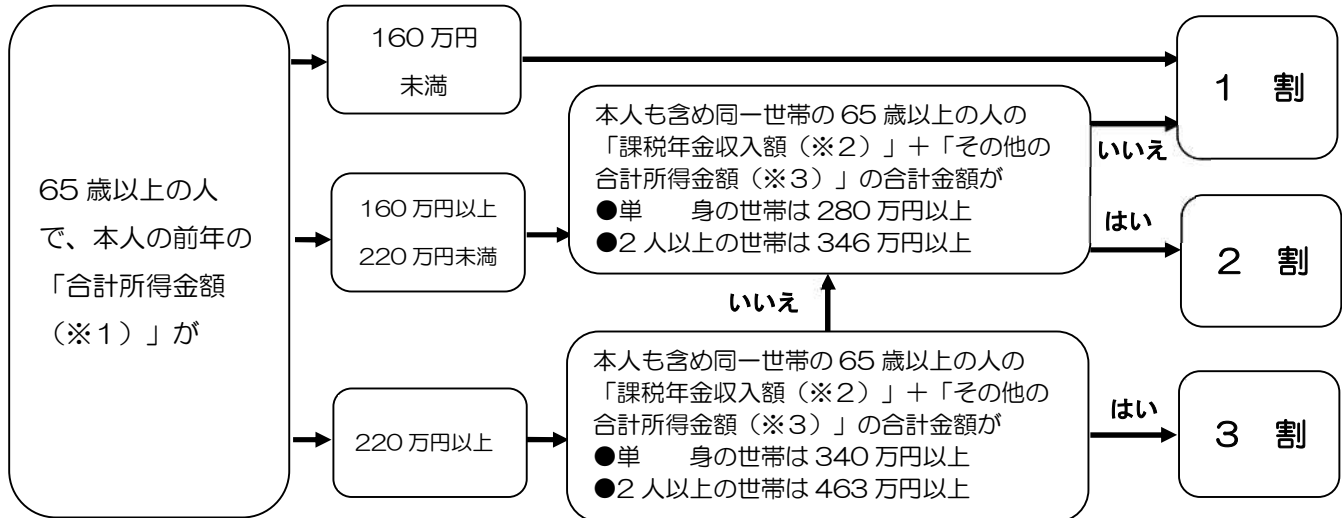 65歳以上の人
で、本人の前年の
「合計所得金額
（※1）」が
160万円
未満
160万円以上
220万円未満
220万円以上
本人も含め同一世帯の65歳以上の人の
「課税年金収入額（※2）」＋「その他の
合計所得金額（※3）」の合計金額が
●単　　身の世帯は280万円以上
●2人以上の世帯は346万円以上
いいえ
はい
いいえ
本人も含め同一世帯の65歳以上の人の
「課税年金収入額（※2）」＋「その他の
合計所得金額（※3）」の合計金額が
●単　　身の世帯は340万円以上
●2人以上の世帯は463万円以上
はい
1　割
2　割
3　割